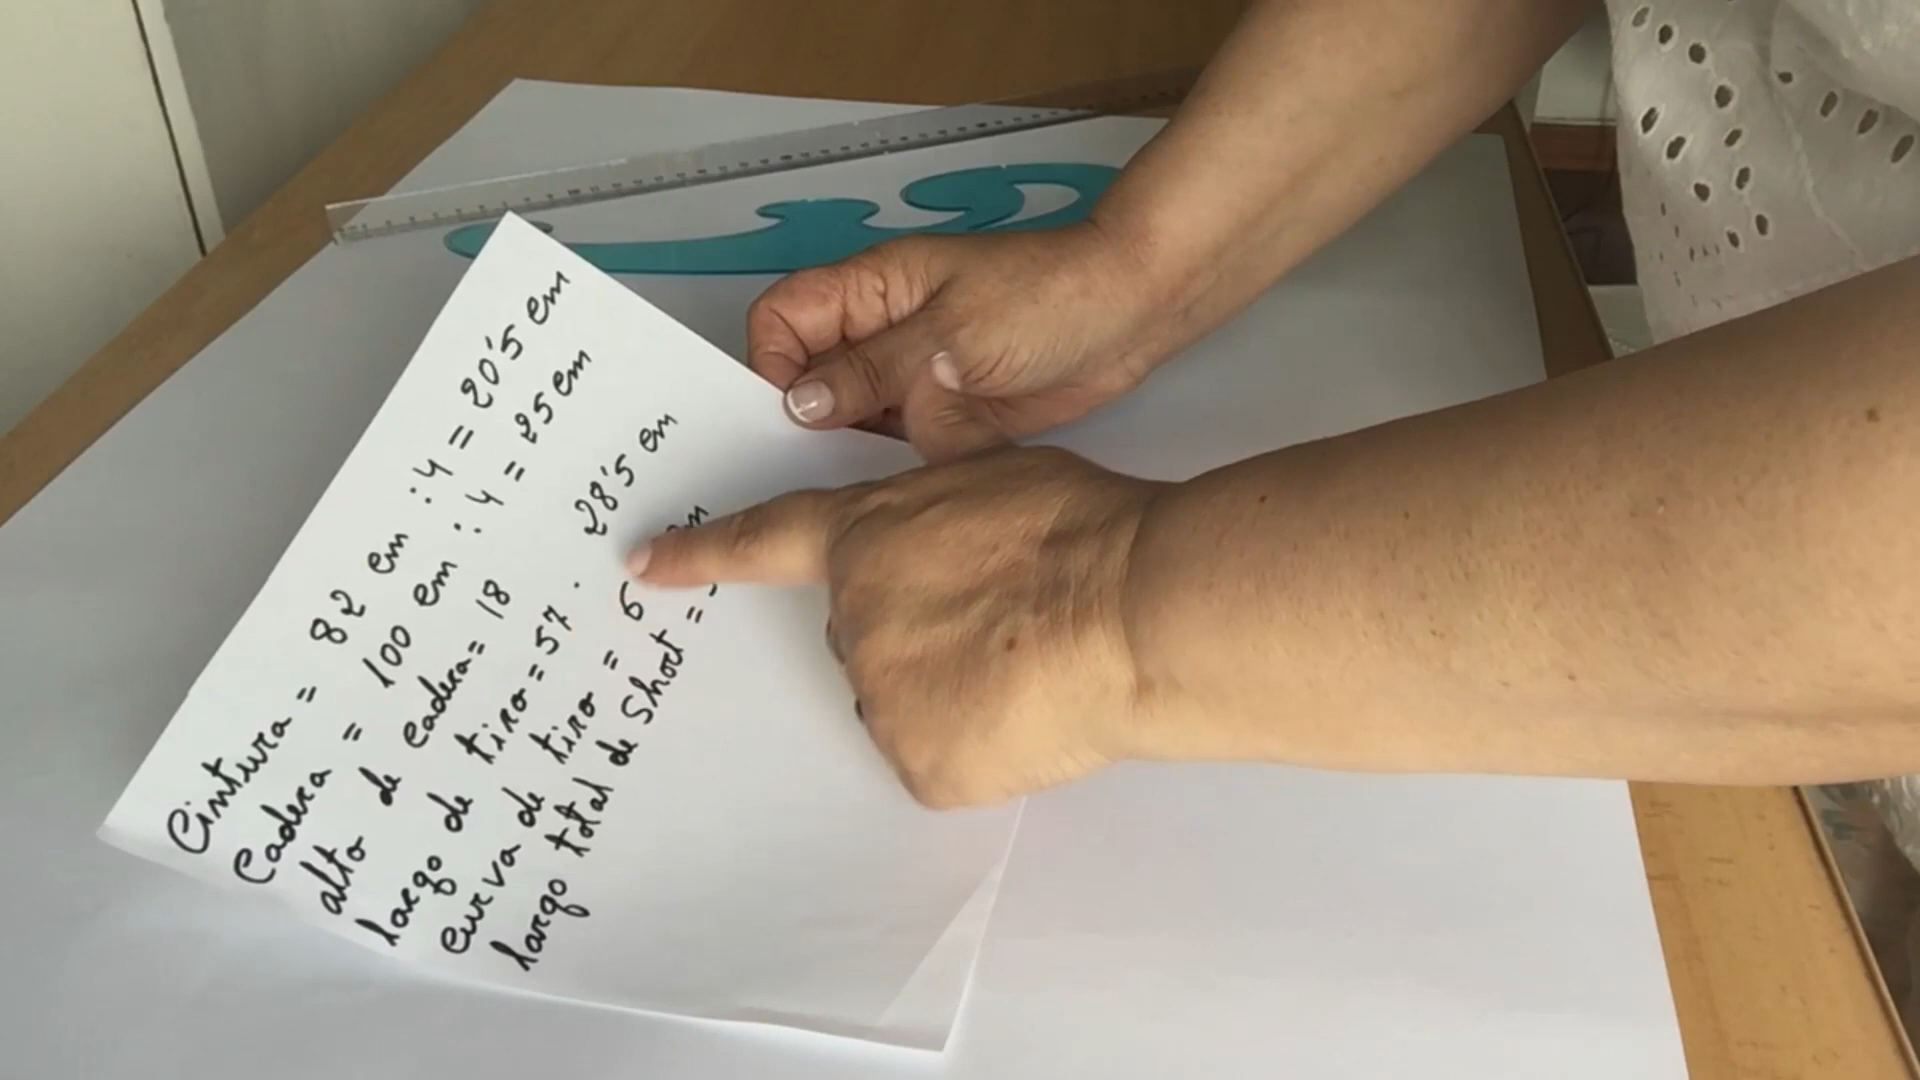 Cintura = 82 cm : 4 = 20'5 cm
Cadera = 100 cm : 4 = 25 cm
alto de cadera = 18
largo de tiro = 57. 28'5 cm
curva de tiro = 6
largo total de short =